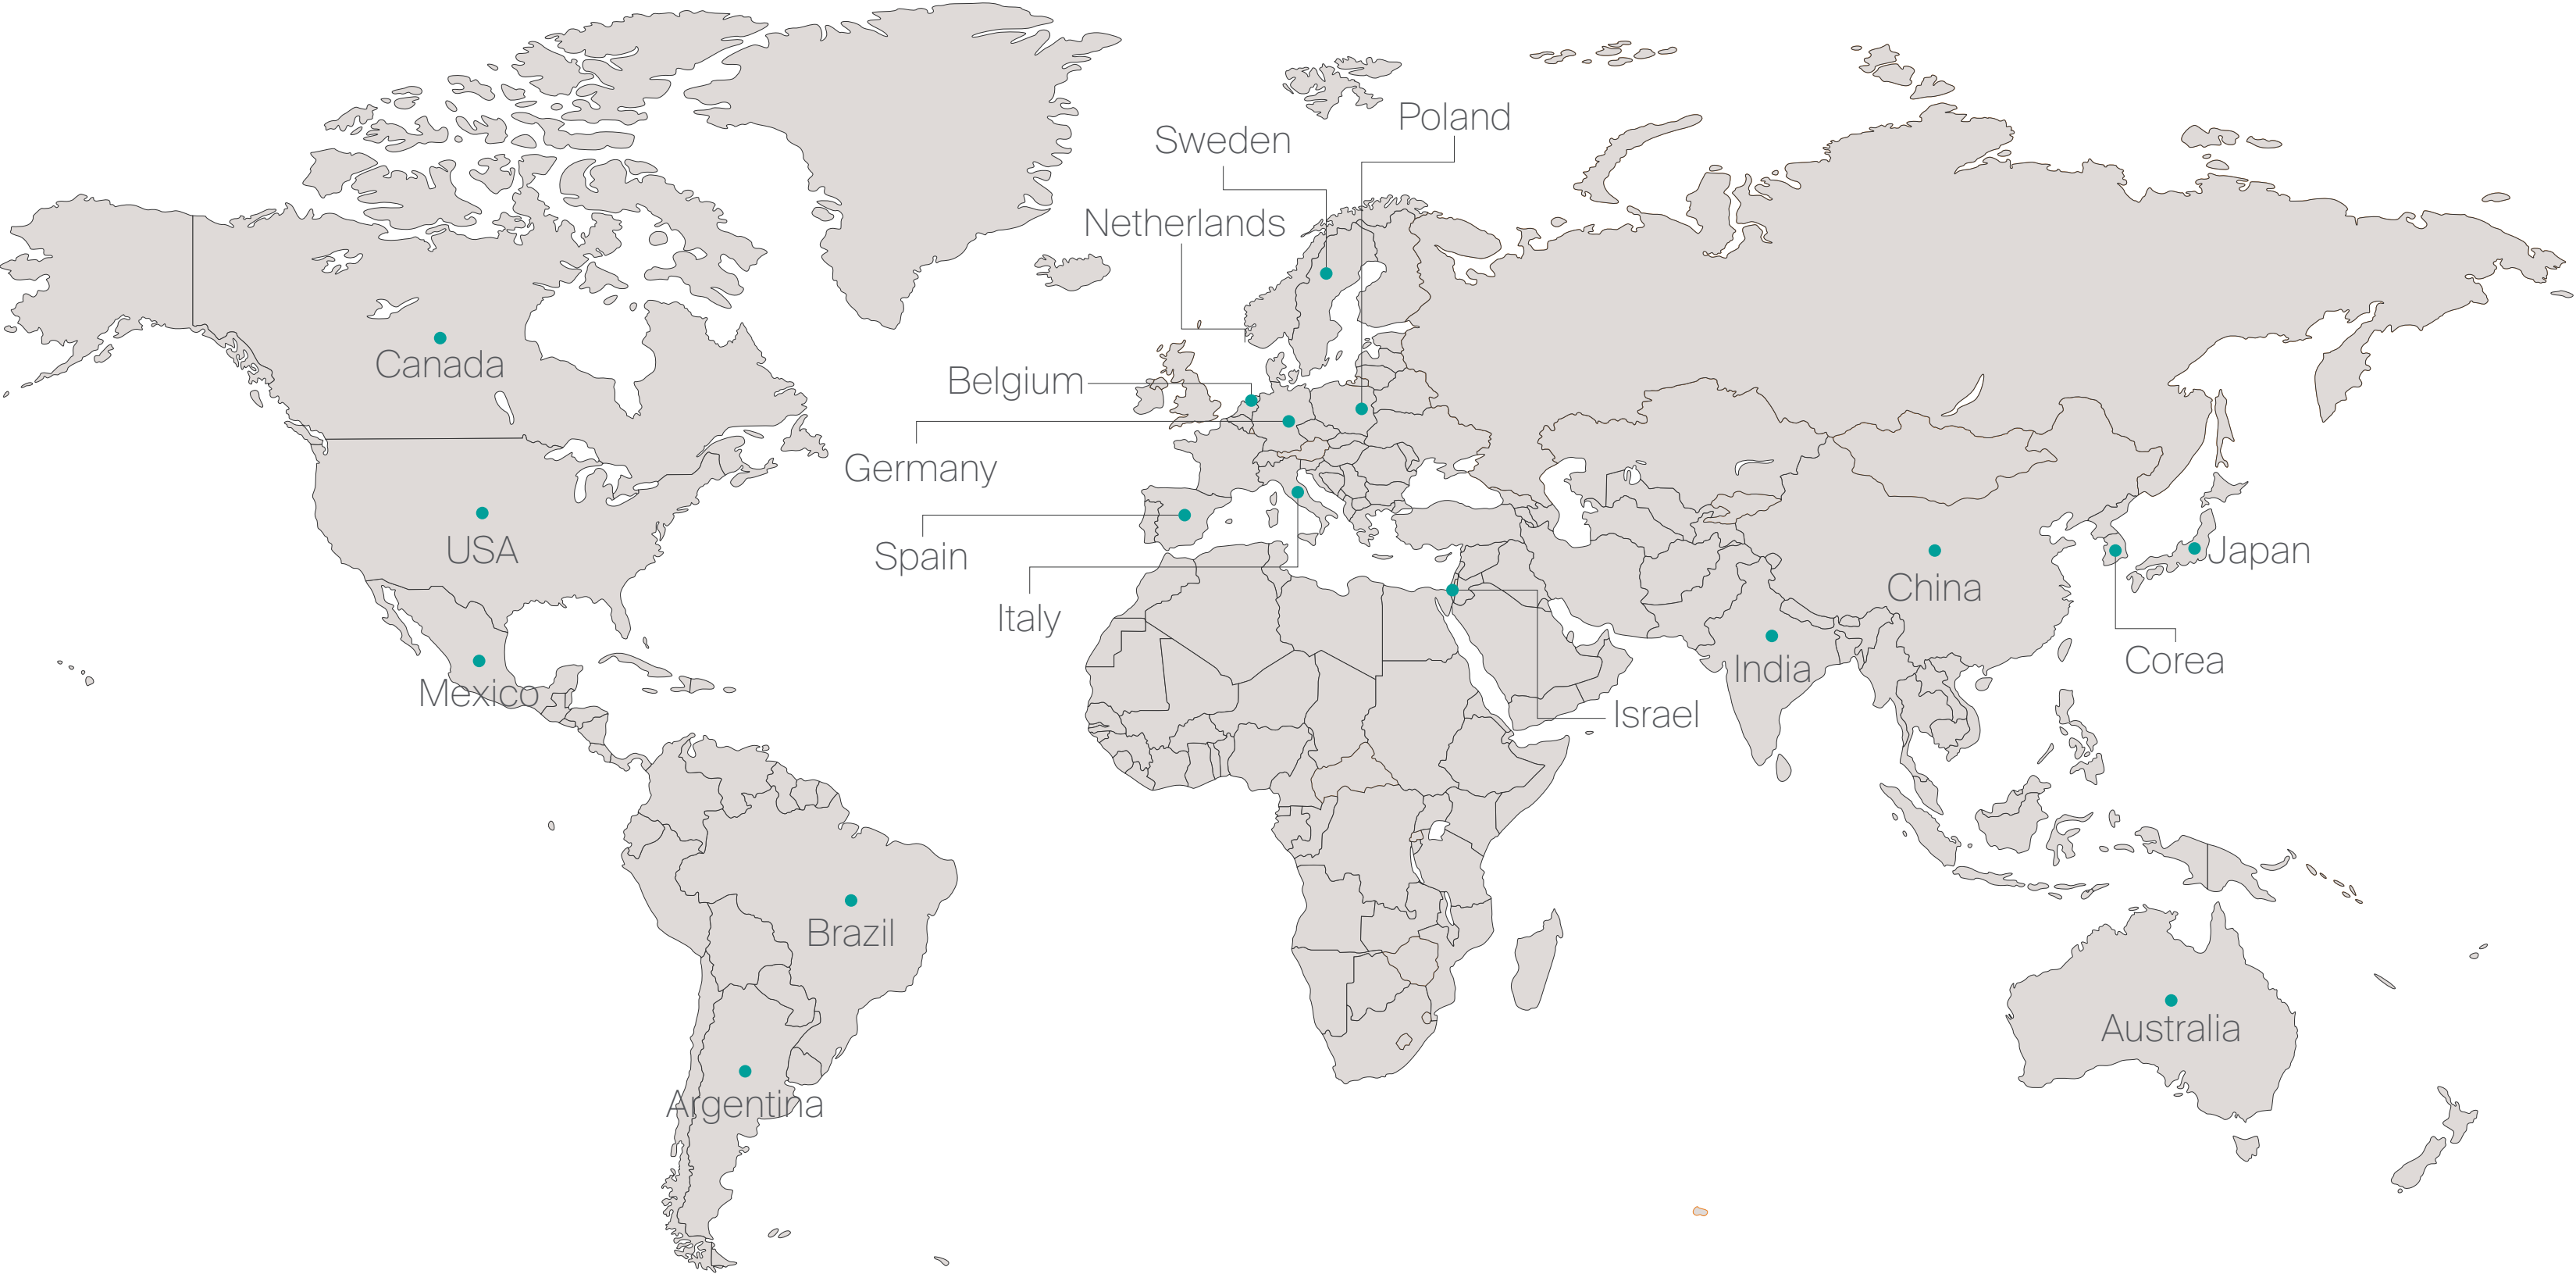 Poland
Sweden
Netherlands
Canada
Belgium
Germany
USA
Spain
Japan
China
Italy
Corea
India
Mexico
Israel
Brazil
Australia
Argentina